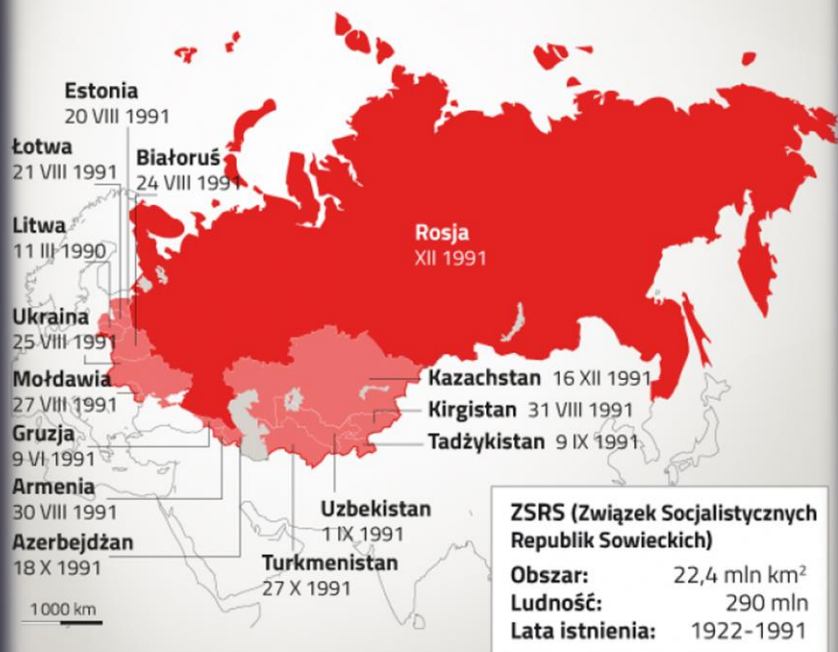 Estonia
20 VIII 1991
Łotwa
21 VIII 1991
Białoruś
24 VIII 1991
Litwa
11 III 1990
Rosja
XII 1991
Ukraina
25 VIII 1991
Mołdawia
27 VIII 1991
Gruzja
9 VI 1991
Armenia
30 VIII 1991
Azerbejdżan
18 X 1991
Kazachstan 16 XII 1991
Kirgistan 31 VIII 1991
Tadżykistan 9 IX 1991
Uzbekistan
1 IX 1991
Turkmenistan
27 X 1991
1000 km
ZSRS (Związek Socjalistycznych
Republik Sowieckich)
Obszar: 22,4 mln km²
Ludność: 290 mln
Lata istnienia: 1922-1991